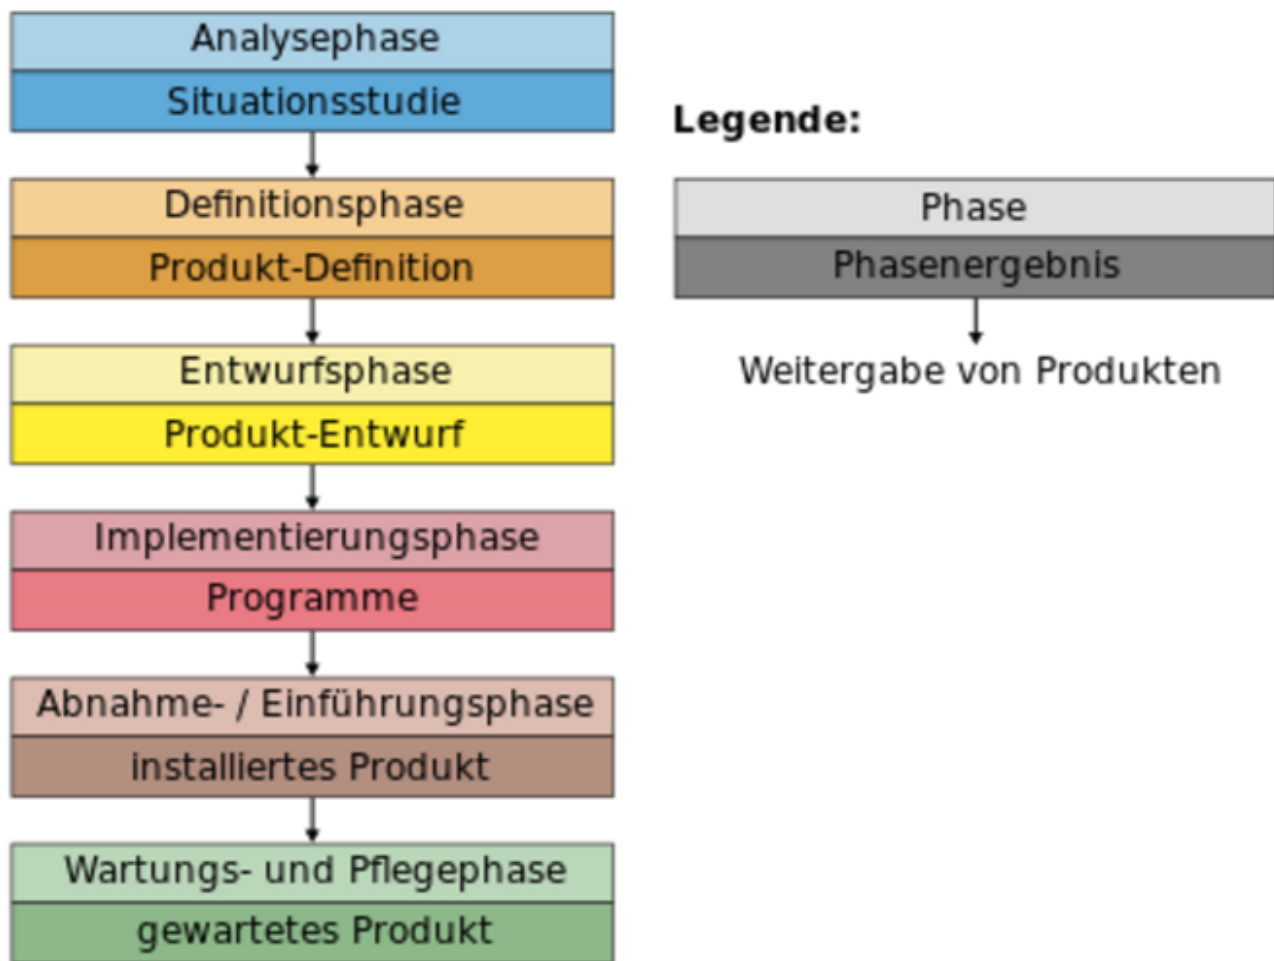 Analysephase
Situationsstudie
Definitionsphase
Produkt-Definition
Entwurfsphase
Produkt-Entwurf
Implementierungsphase
Programme
Abnahme- / Einführungsphase
installiertes Produkt
Wartungs- und Pflegephase
gewartetes Produkt
Legende:
Phase
Phasenergebnis
Weitergabe von Produkten